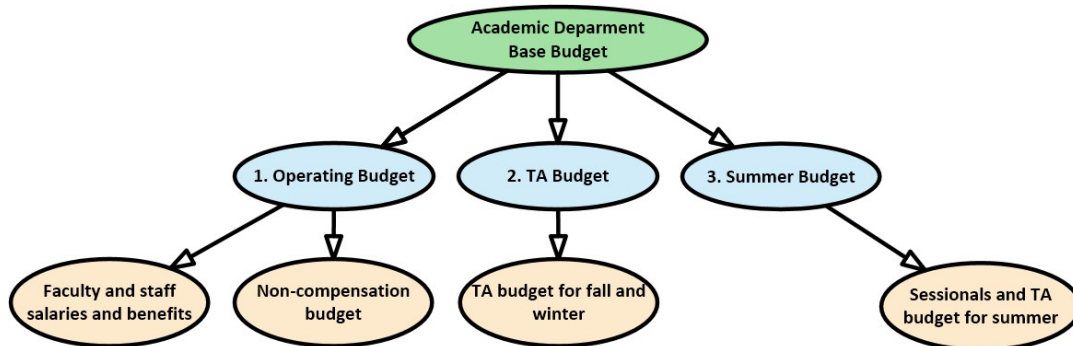 Academic Deparment
Base Budget
1. Operating Budget
2. TA Budget
3. Summer Budget
Faculty and staff
salaries and benefits
Non-compensation
budget
TA budget for fall and
winter
Sessionals and TA
budget for summer